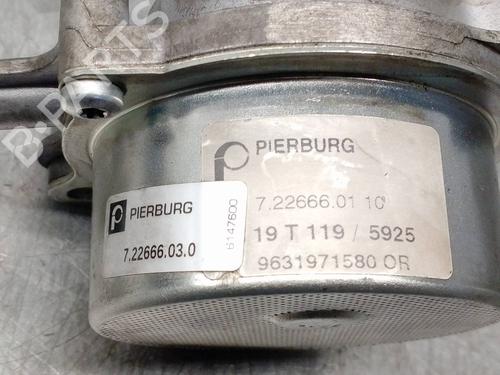 PIERBURG
7.22666.01 10
19 T 119 / 5925
9631971580 OR
PIERBURG
7.22666.03.0
6147600
B-PARTS